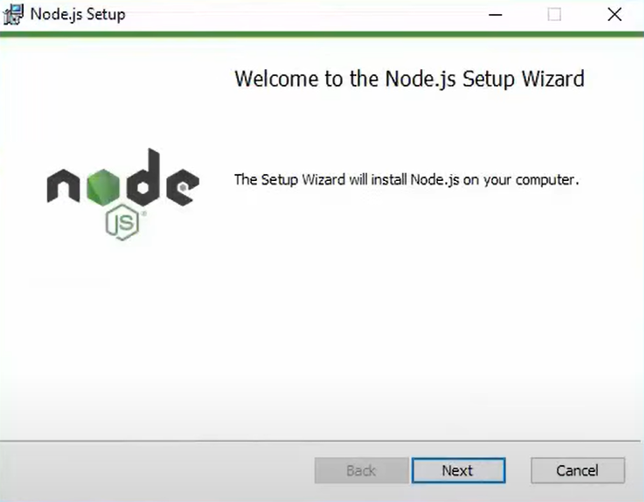 Node.js Setup
Welcome to the Node.js Setup Wizard
The Setup Wizard will install Node.js on your computer.
node
JS
Back
Next
Cancel